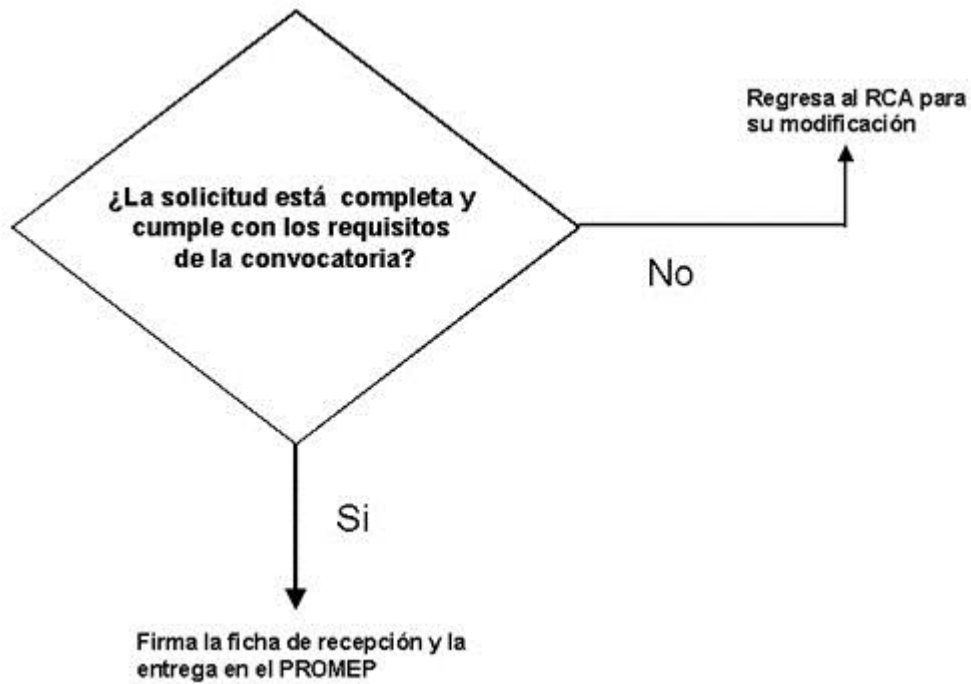 Regresa al RCA para
su modificación
¿La solicitud está completa y
cumple con los requisitos
de la convocatoria?
No
Si
Firma la ficha de recepción y la
entrega en el PROMEP